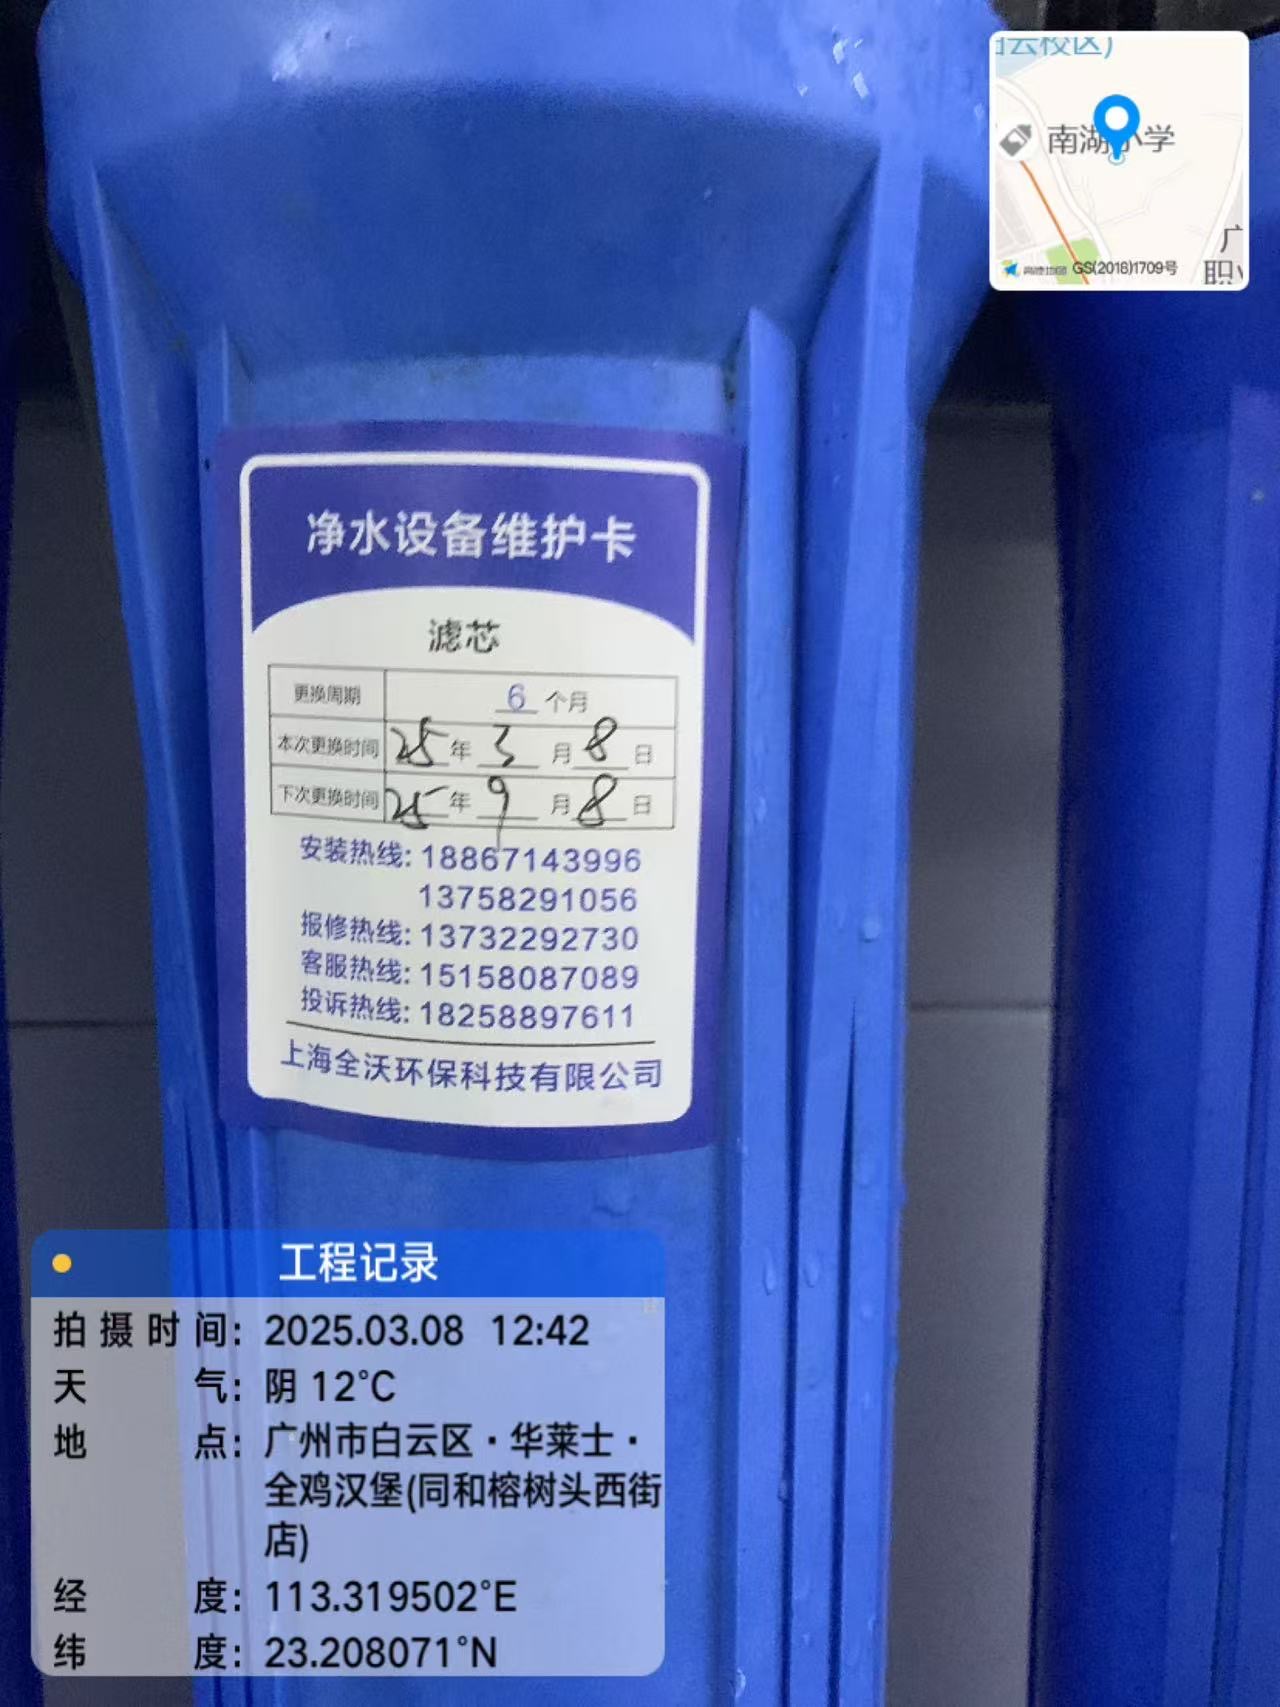 南湖小学
GS(2018)1709号
净水设备维护卡
滤芯
更换周期 6 个月
本次更换时间 25 年 3 月 8 日
下次更换时间 25 年 9 月 8 日
安装热线: 18867143996
13758291056
报修热线: 13732292730
客服热线: 15158087089
投诉热线: 18258897611
上海全沃环保科技有限公司
工程记录
拍摄时间: 2025.03.08 12:42
天气: 阴 12°C
地点: 广州市白云区·华莱士·
全鸡汉堡(同和榕树头西街
店)
经度: 113.319502°E
纬度: 23.208071°N